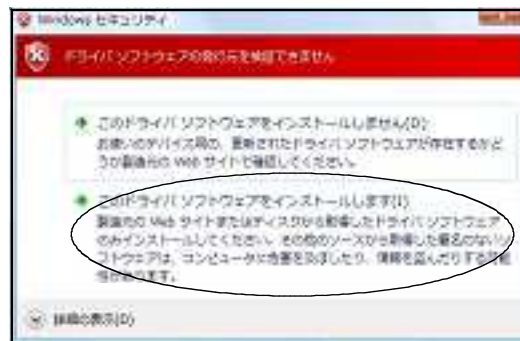 Windows セキュリティ
ドライバ ソフトウェアの発行元を検証できません
このドライバ ソフトウェアをインストールしません(D)
お使いのデバイス用の、更新されたドライバ ソフトウェアが存在するかど
うか製造元の Web サイトで確認してください。
このドライバ ソフトウェアをインストールします(I)
製造元の Web サイトまたはディスクから取得したドライバ ソフトウェア
のみインストールしてください。その他のソースから取得した署名のないソ
フトウェアは、コンピュータに危害を及ぼしたり、情報を盗んだりする可能
性があります。
詳細の表示(D)